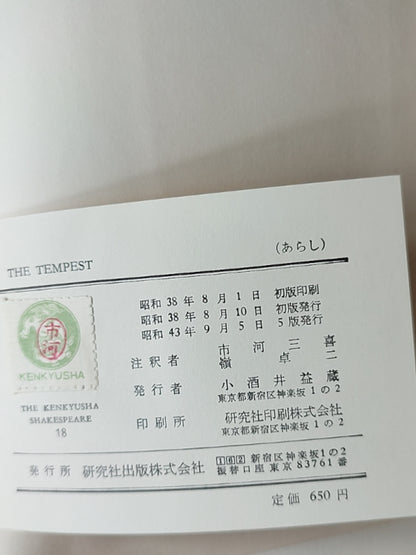 THE TEMPEST
(あらし)
昭和 38 年 8 月 1 日 初版印刷
昭和 38 年 8 月 10 日 初版発行
昭和 43 年 9 月 5 日 5 版発行
注釈者 市河三喜
嶺卓二
発行者 小酒井益蔵
東京都新宿区神楽坂 1 の 2
印刷所 研究社印刷株式会社
東京都新宿区神楽坂 1 の 2
市河
KENKYUSHA
THE KENKYUSHA
SHAKESPEARE
18
発行所 研究社出版株式会社
162 新宿区神楽坂1の2
振替口座 東京 83761 番
定価 650 円